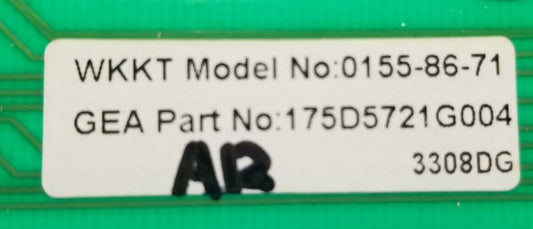 WKKT Model No:0155-86-71
GEA Part No:175D5721G004
AB 3308DG